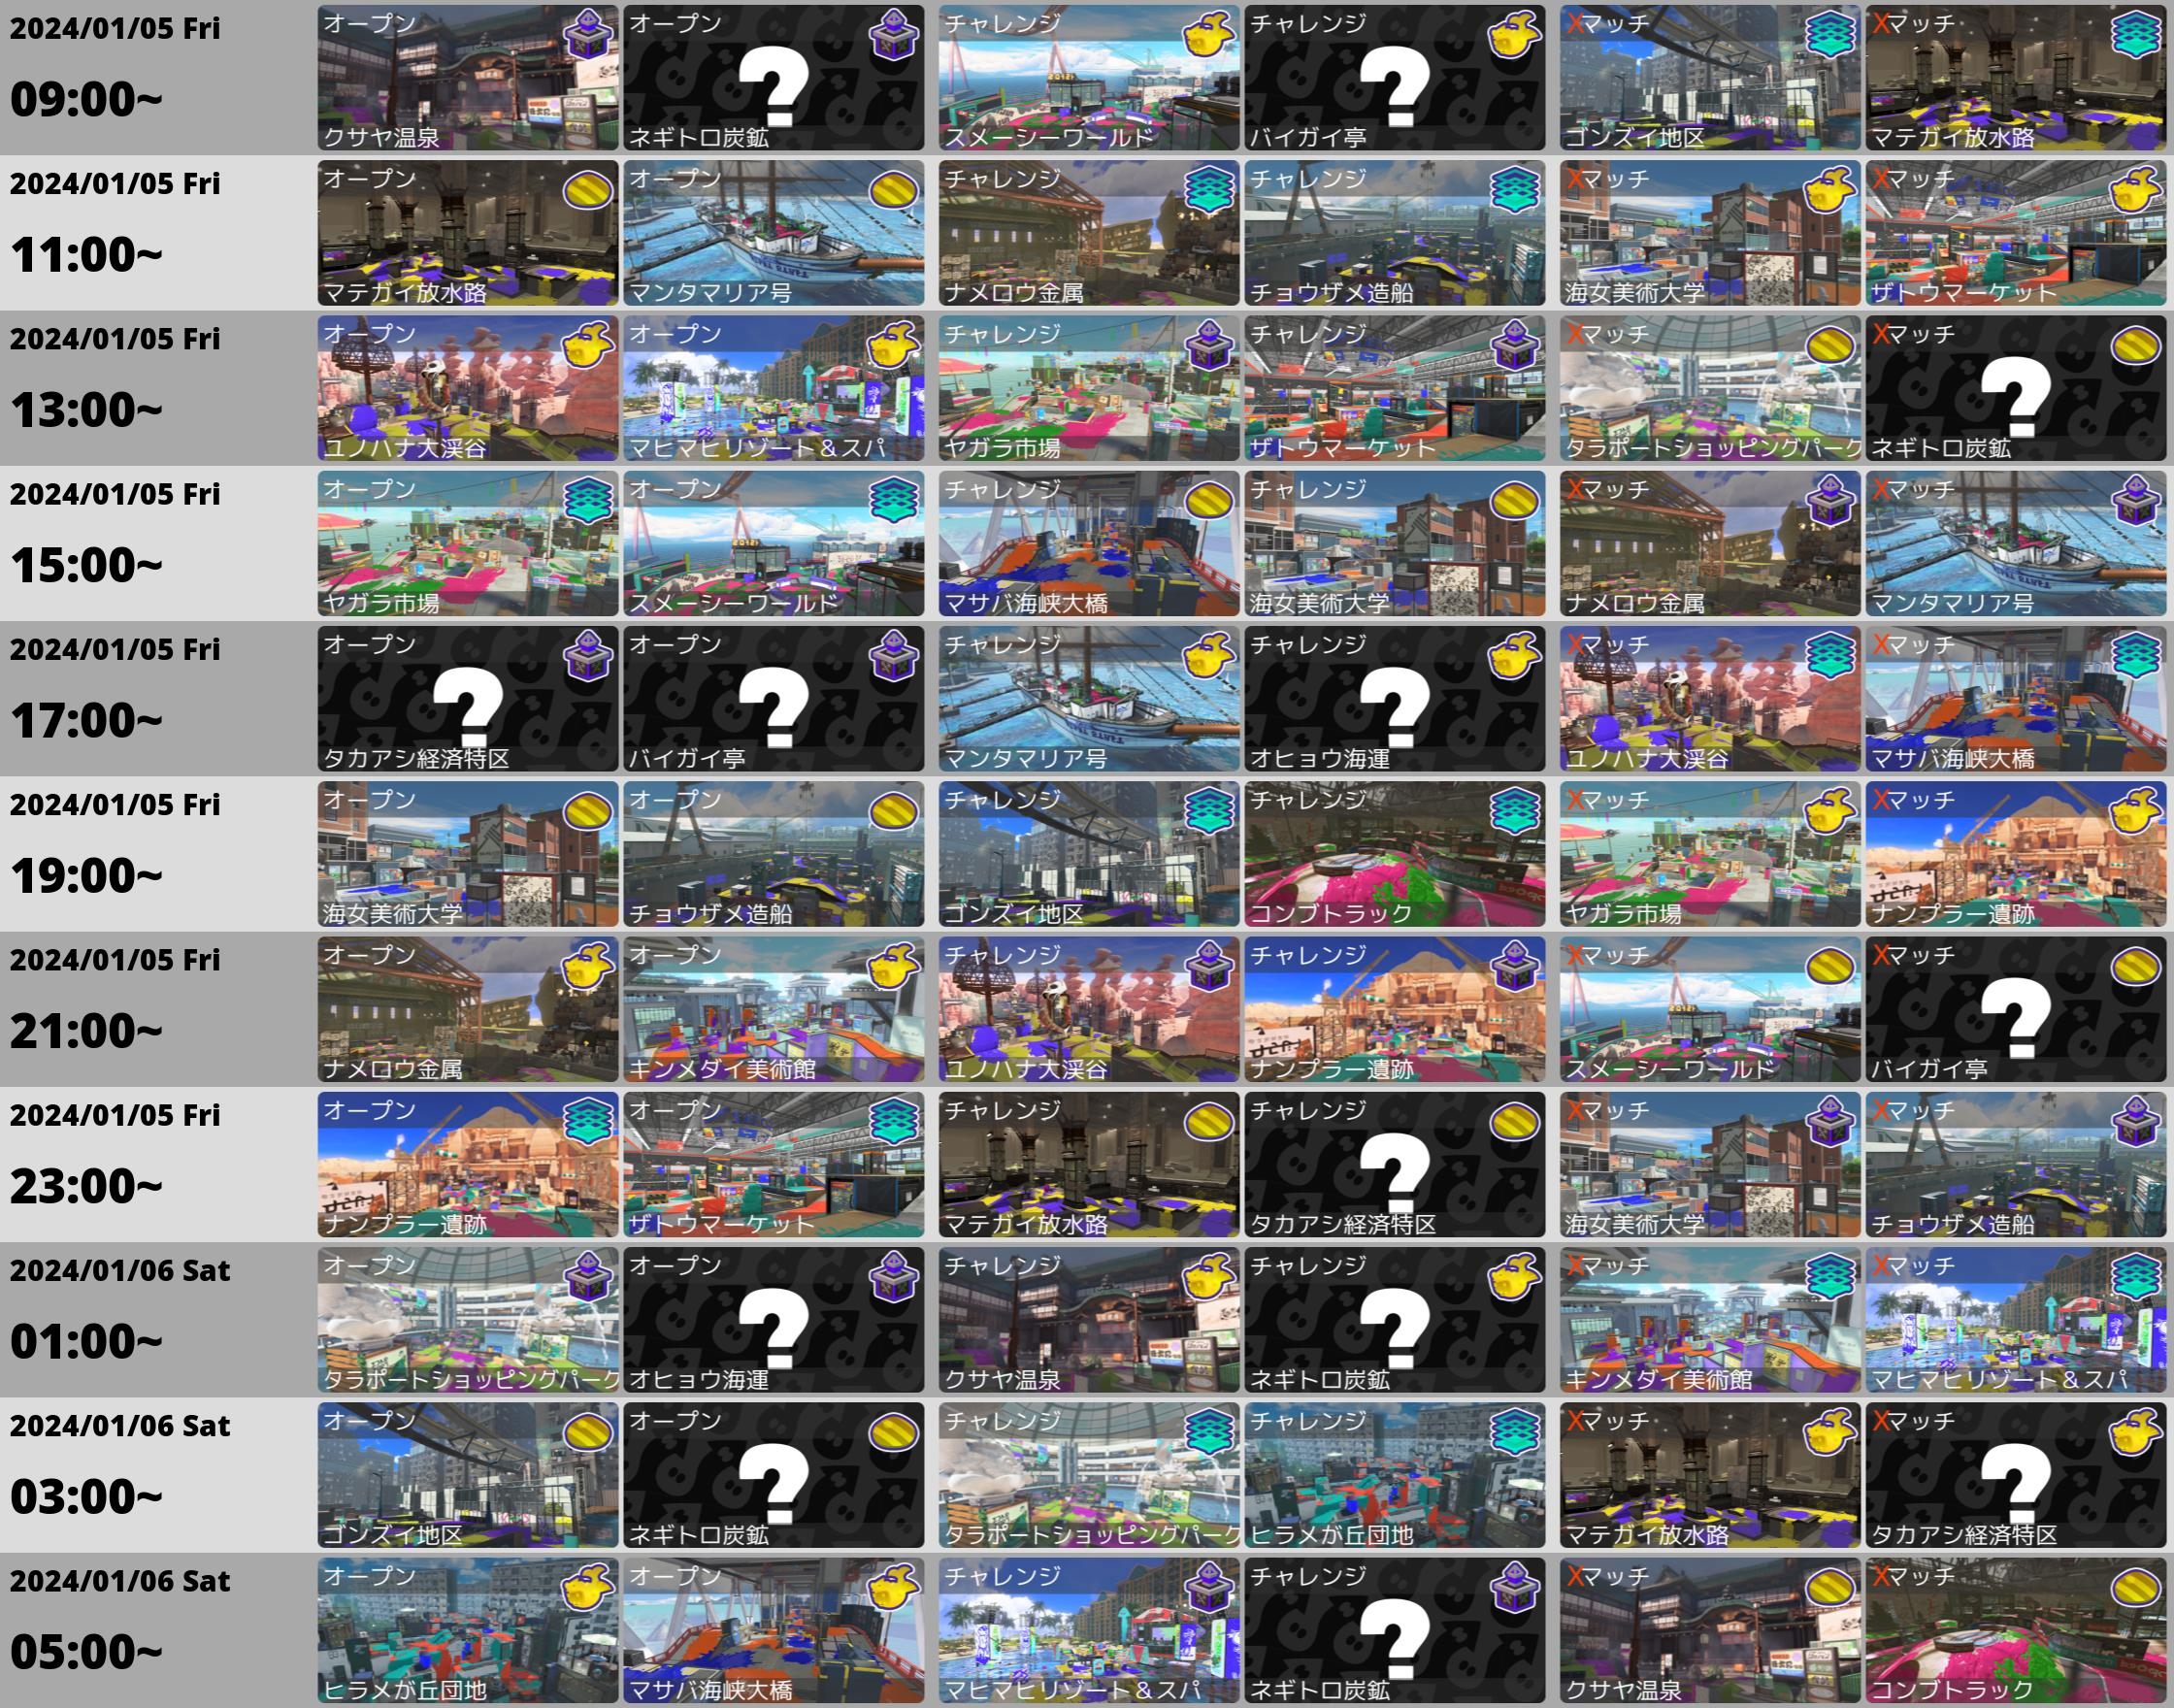 2024/01/05 Fri
09:00~
オープン
クサヤ温泉
オープン
ネギトロ炭鉱
チャレンジ
スメーシーワールド
チャレンジ
バイガイ亭
Xマッチ
ゴンズイ地区
Xマッチ
マテガイ放水路
2024/01/05 Fri
11:00~
オープン
マテガイ放水路
オープン
マンタマリア号
チャレンジ
ナメロウ金属
チャレンジ
チョウザメ造船
Xマッチ
海女美術大学
Xマッチ
ザトウマーケット
2024/01/05 Fri
13:00~
オープン
ユノハナ大渓谷
オープン
マヒマヒリゾート&スパ
チャレンジ
ヤガラ市場
チャレンジ
ザトウマーケット
Xマッチ
タラポートショッピングパーク
Xマッチ
ネギトロ炭鉱
2024/01/05 Fri
15:00~
オープン
ヤガラ市場
オープン
スメーシーワールド
チャレンジ
マサバ海峡大橋
チャレンジ
海女美術大学
Xマッチ
ナメロウ金属
Xマッチ
マンタマリア号
2024/01/05 Fri
17:00~
オープン
タカアシ経済特区
オープン
バイガイ亭
チャレンジ
マンタマリア号
チャレンジ
オヒョウ海運
Xマッチ
ユノハナ大渓谷
Xマッチ
マサバ海峡大橋
2024/01/05 Fri
19:00~
オープン
海女美術大学
オープン
チョウザメ造船
チャレンジ
ゴンズイ地区
チャレンジ
コンブトラック
Xマッチ
ヤガラ市場
Xマッチ
ナンプラー遺跡
2024/01/05 Fri
21:00~
オープン
ナメロウ金属
オープン
キンメダイ美術館
チャレンジ
ユノハナ大渓谷
チャレンジ
ナンプラー遺跡
Xマッチ
スメーシーワールド
Xマッチ
バイガイ亭
2024/01/05 Fri
23:00~
オープン
ナンプラー遺跡
オープン
ザトウマーケット
チャレンジ
マテガイ放水路
チャレンジ
タカアシ経済特区
Xマッチ
海女美術大学
Xマッチ
チョウザメ造船
2024/01/06 Sat
01:00~
オープン
タラポートショッピングパーク
オープン
オヒョウ海運
チャレンジ
クサヤ温泉
チャレンジ
ネギトロ炭鉱
Xマッチ
キンメダイ美術館
Xマッチ
マヒマヒリゾート&スパ
2024/01/06 Sat
03:00~
オープン
ゴンズイ地区
オープン
ネギトロ炭鉱
チャレンジ
タラポートショッピングパーク
チャレンジ
ヒラメが丘団地
Xマッチ
マテガイ放水路
Xマッチ
タカアシ経済特区
2024/01/06 Sat
05:00~
オープン
ヒラメが丘団地
オープン
マサバ海峡大橋
チャレンジ
マヒマヒリゾート&スパ
チャレンジ
ネギトロ炭鉱
Xマッチ
クサヤ温泉
Xマッチ
コンブトラック